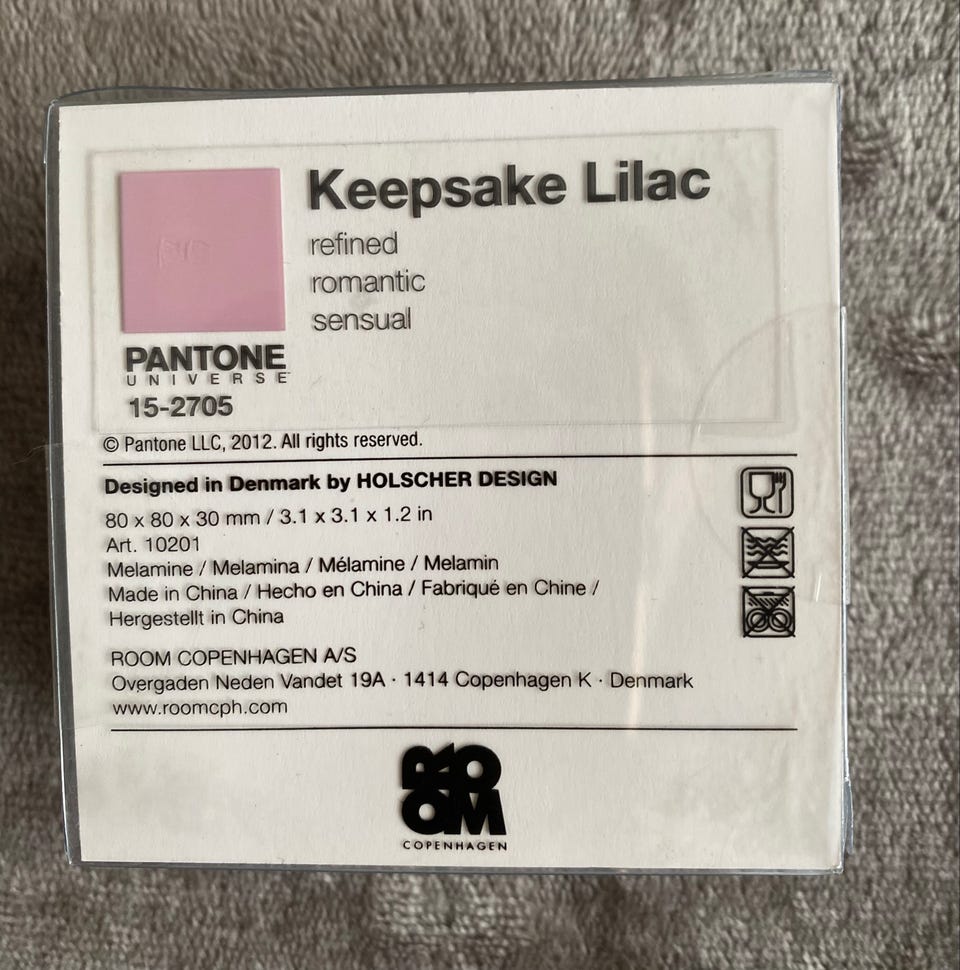 Keepsake Lilac
refined
romantic
sensual
PANTONE
UNIVERSE
15-2705
© Pantone LLC, 2012. All rights reserved.
Designed in Denmark by HOLSCHER DESIGN
80 x 80 x 30 mm / 3.1 x 3.1 x 1.2 in
Art. 10201
Melamine / Melamina / Mélamine / Melamin
Made in China / Hecho en China / Fabriqué en Chine /
Hergestellt in China
ROOM COPENHAGEN A/S
Overgaden Neden Vandet 19A · 1414 Copenhagen K · Denmark
www.roomcph.com
RO
OM
COPENHAGEN